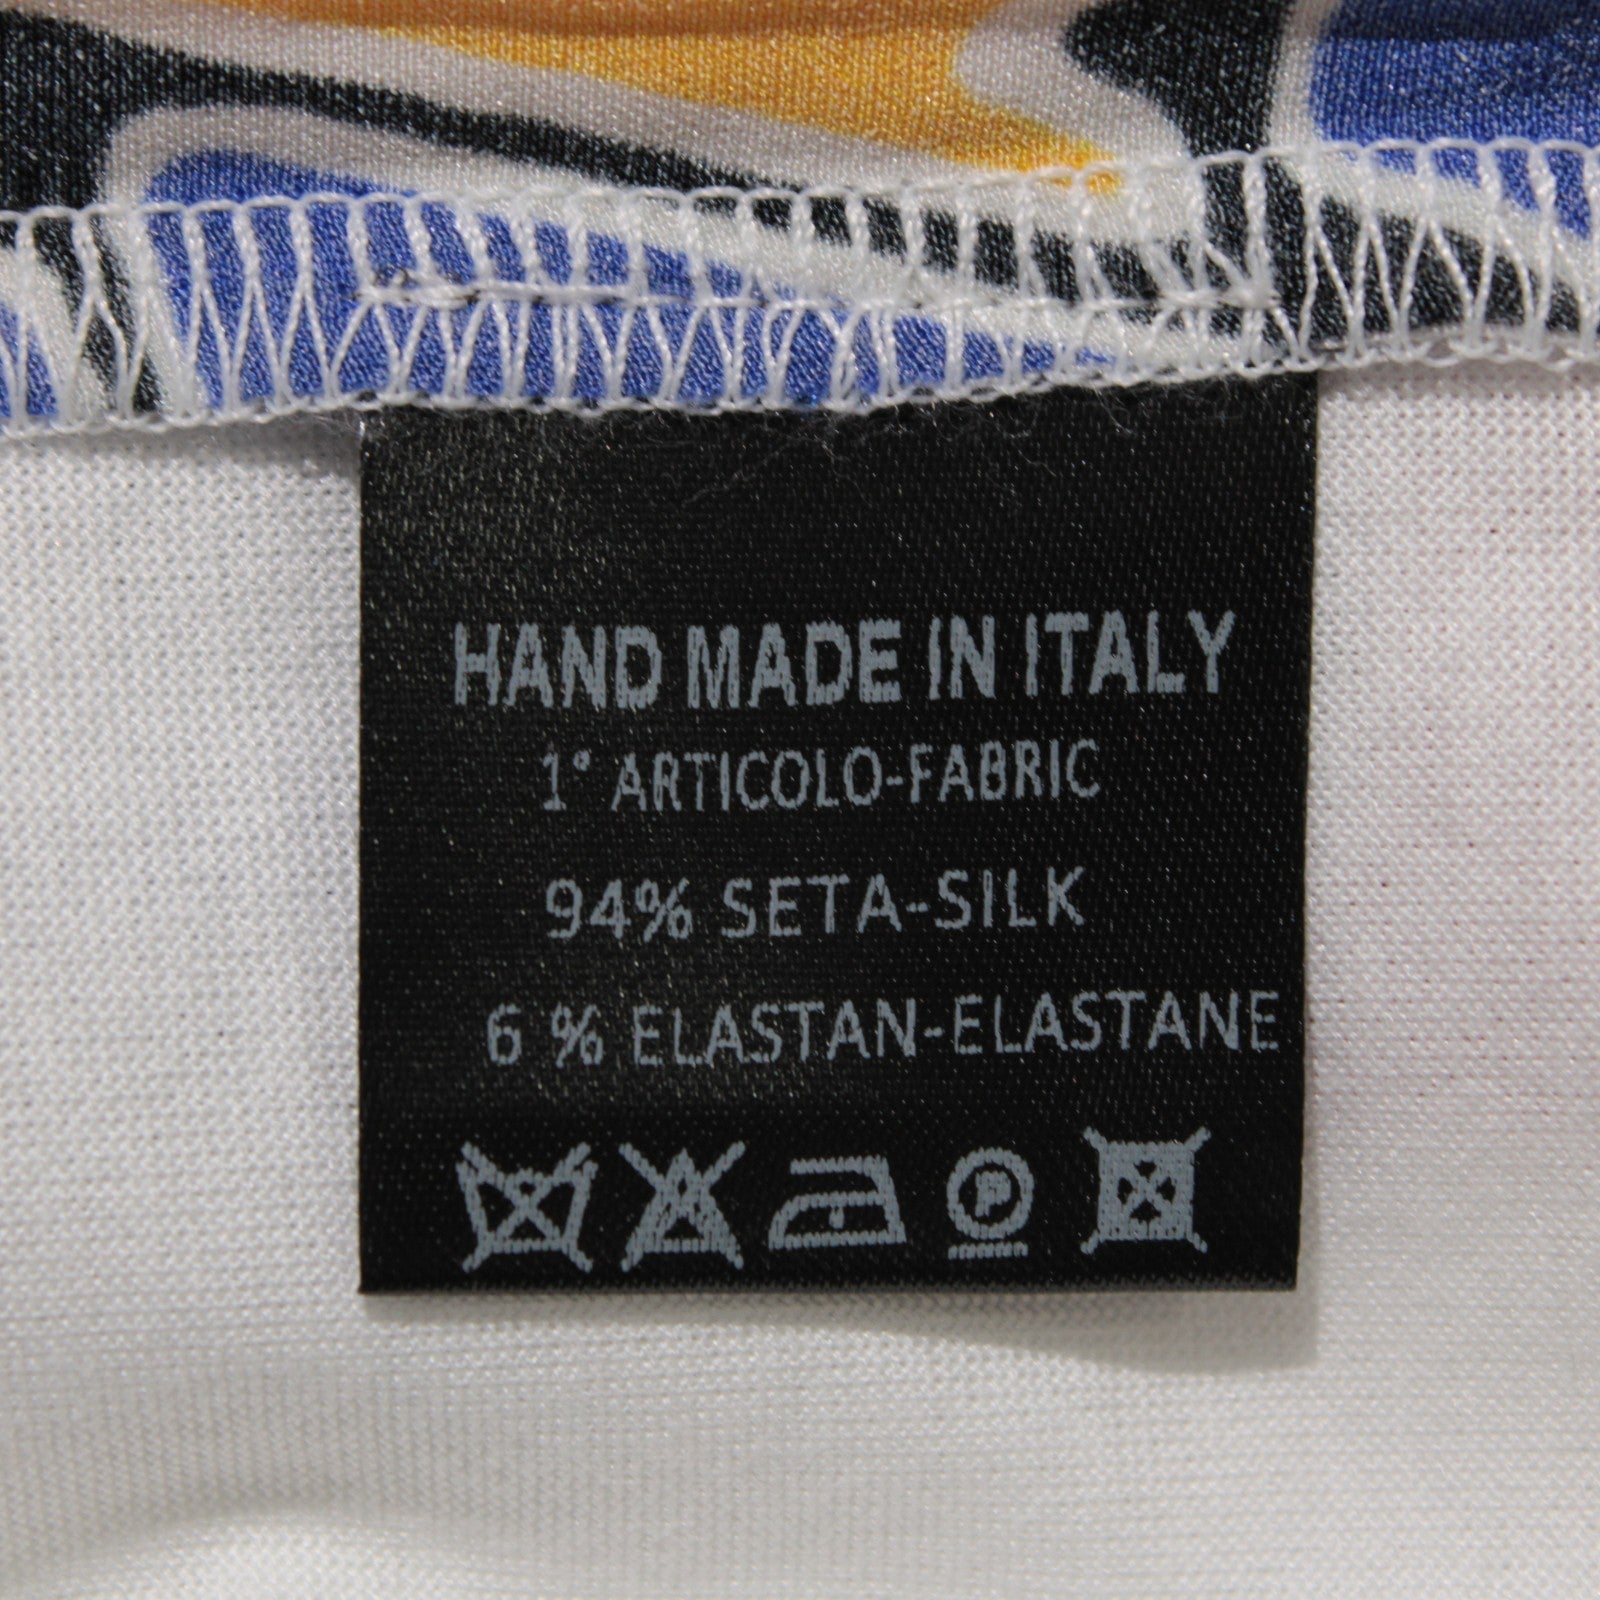 HAND MADE IN ITALY
1° ARTICOLO-FABRIC
94% SETA-SILK
6 % ELASTAN-ELASTANE
P